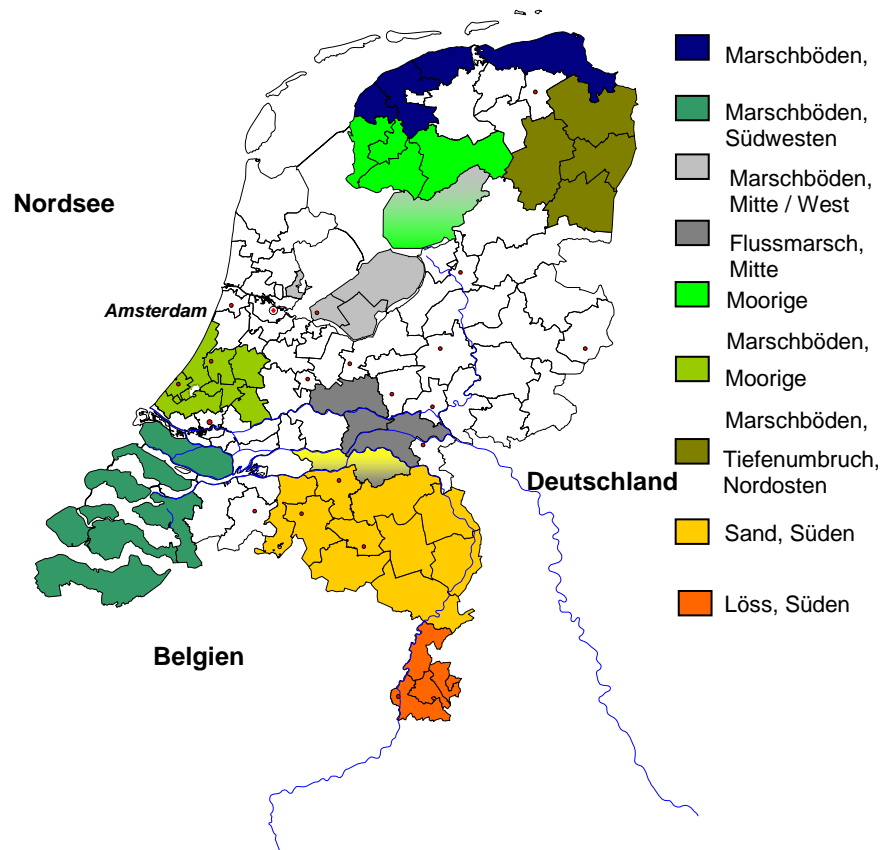 Nordsee
Amsterdam
Deutschland
Belgien
Marschböden,
Marschböden,
Südwesten
Marschböden,
Mitte / West
Flussmarsch,
Mitte
Moorige
Marschböden,
Moorige
Marschböden,
Tiefenumbruch,
Nordosten
Sand, Süden
Löss, Süden